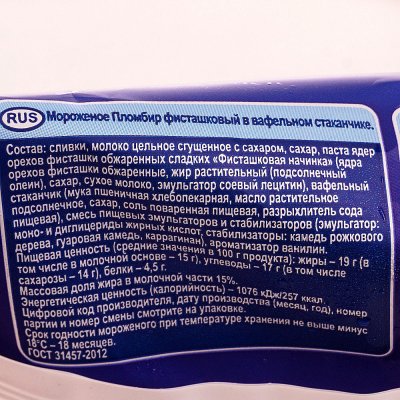 RUS Мороженое Пломбир фисташковый в вафельном стаканчике.
Состав: сливки, молоко цельное сгущенное с сахаром, сахар, паста ядер
орехов фисташки обжаренных сладких «Фисташковая начинка» (ядра
орехов фисташки обжаренные, жир растительный (подсолнечный
олеин), сахар, сухое молоко, эмульгатор соевый лецитин), вафельный
стаканчик (мука пшеничная хлебопекарная, масло растительное
подсолнечное, сахар, соль поваренная пищевая, разрыхлитель сода
пищевая), смесь пищевых эмульгаторов и стабилизаторов (эмульгатор:
моно- и диглицериды жирных кислот, стабилизаторы: камедь рожкового
дерева, гуаровая камедь, каррагинан), ароматизатор ванилин.
Пищевая ценность (средние значения в 100 г продукта): жиры – 19 г (в
том числе в молочной основе – 15 г), углеводы – 17 г (в том числе
сахарозы – 14 г), белки – 4,5 г.
Массовая доля жира в молочной части 15%.
Энергетическая ценность (калорийность) – 1076 кДж/257 ккал.
Цифровой код производителя, дату производства (месяц, год), номер
партии и номер смены смотрите на упаковке.
Срок годности мороженого при температуре хранения не выше минус
18°С – 18 месяцев.
ГОСТ 31457-2012